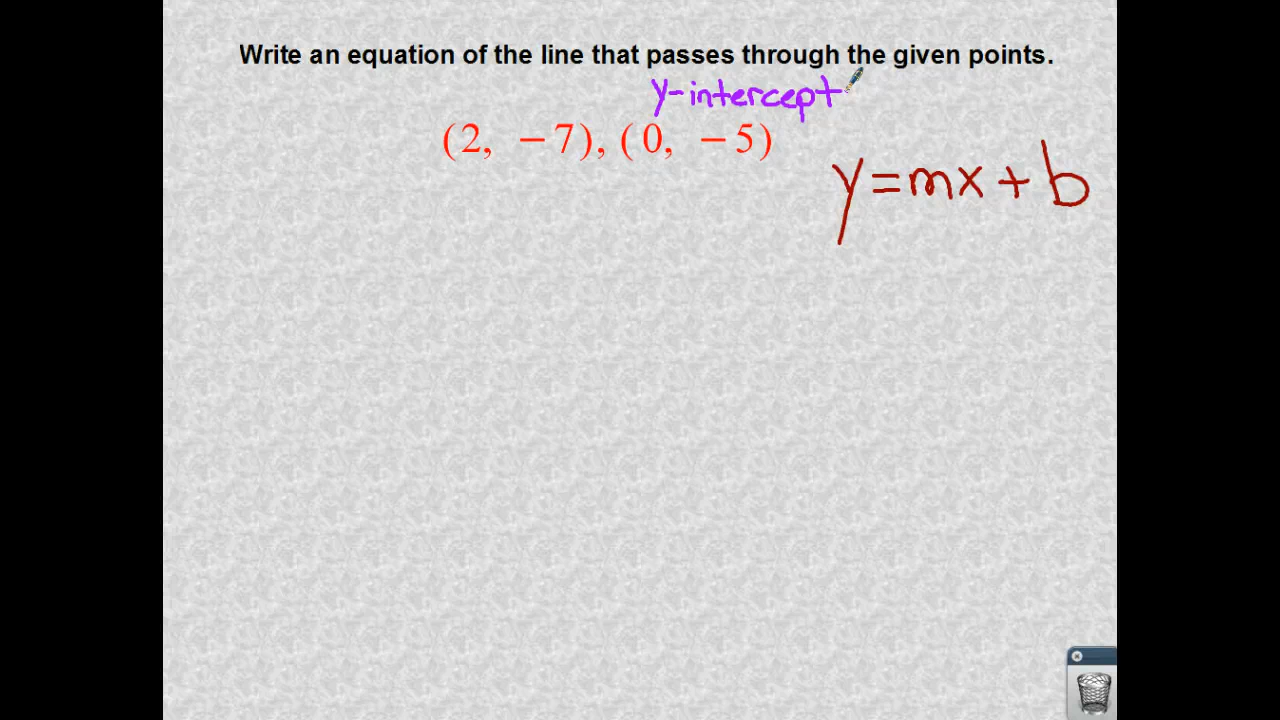 Write an equation of the line that passes through the given points.
y-intercept
(2, −7), (0, −5)
y=mx+b